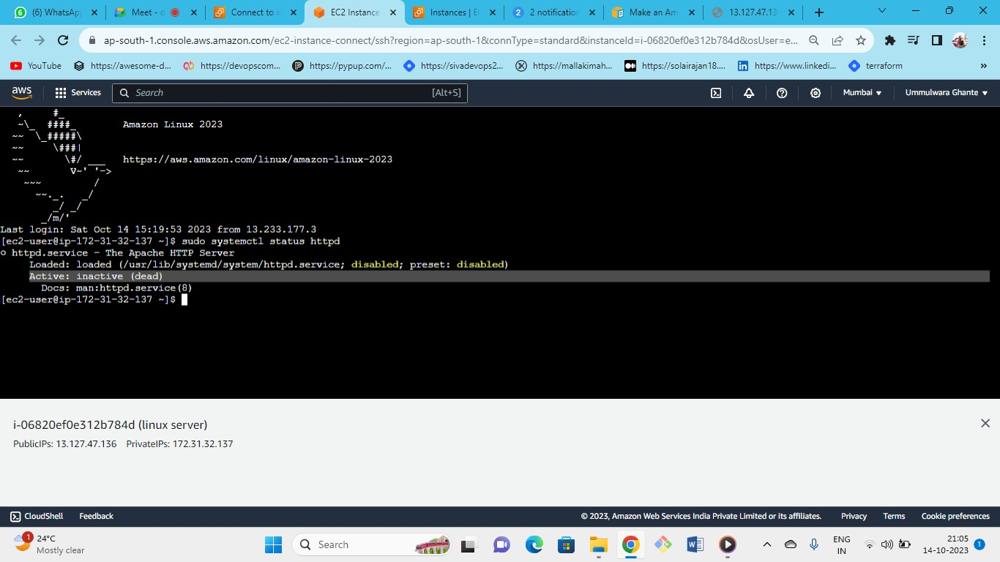 (6) WhatsAp
Meet - d
Connect to i
EC2 Instance
Instances | E
2 notification
Make an Am
13.127.47.13
ap-south-1.console.aws.amazon.com/ec2-instance-connect/ssh?region=ap-south-1&connType=standard&instanceId=i-06820ef0e312b784d&osUser=e...
YouTube
https://awesome-d...
https://devopscom...
https://pypup.com/...
https://sivadevops2...
https://mallakimah...
https://solairajan18....
https://www.linkedi...
terraform
»
aws
Services
Search
[Alt+S]
Mumbai
Ummulwara Ghante
   ,     #_
   ~\_  ####_        Amazon Linux 2023
  ~~  \_#####\
  ~~     \###|
  ~~       \#/ ___   https://aws.amazon.com/linux/amazon-linux-2023
   ~~       V~' '->
    ~~~         /
      ~~._.   _/
         _/ _/
       _/m/'
Last login: Sat Oct 14 15:19:53 2023 from 13.233.177.3
[ec2-user@ip-172-31-32-137 ~]$ sudo systemctl status httpd
○ httpd.service - The Apache HTTP Server
     Loaded: loaded (/usr/lib/systemd/system/httpd.service; disabled; preset: disabled)
     Active: inactive (dead)
       Docs: man:httpd.service(8)
[ec2-user@ip-172-31-32-137 ~]$
i-06820ef0e312b784d (linux server)
PublicIPs: 13.127.47.136 PrivateIPs: 172.31.32.137
CloudShell
Feedback
© 2023, Amazon Web Services India Private Limited or its affiliates.
Privacy
Terms
Cookie preferences
1
24°C
Mostly clear
Search
ENG
IN
21:05
14-10-2023
1